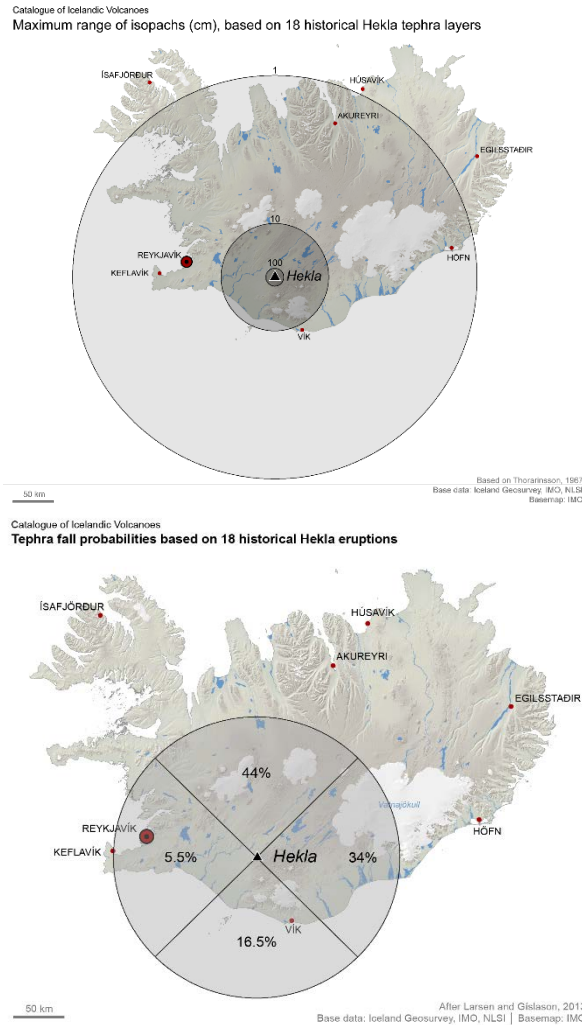 Catalogue of Icelandic Volcanoes
Maximum range of isopachs (cm), based on 18 historical Hekla tephra layers
1
ÍSAFJÖRÐUR
HÚSAVÍK
AKUREYRI
EGILSSTAÐIR
10
REYKJAVÍK
100
Hekla
KEFLAVÍK
HÖFN
VÍK
50 km
Based on Thorarinsson, 1967
Base data: Iceland Geosurvey, IMO, NLSI
Basemap: IMO
Catalogue of Icelandic Volcanoes
Tephra fall probabilities based on 18 historical Hekla eruptions
ÍSAFJÖRÐUR
HÚSAVÍK
AKUREYRI
EGILSSTAÐIR
44%
Vatnajökull
REYKJAVÍK
HÖFN
KEFLAVÍK
5.5%
Hekla
34%
VÍK
16.5%
50 km
After Larsen and Gíslason, 2013
Base data: Iceland Geosurvey, IMO, NLSI | Basemap: IMO